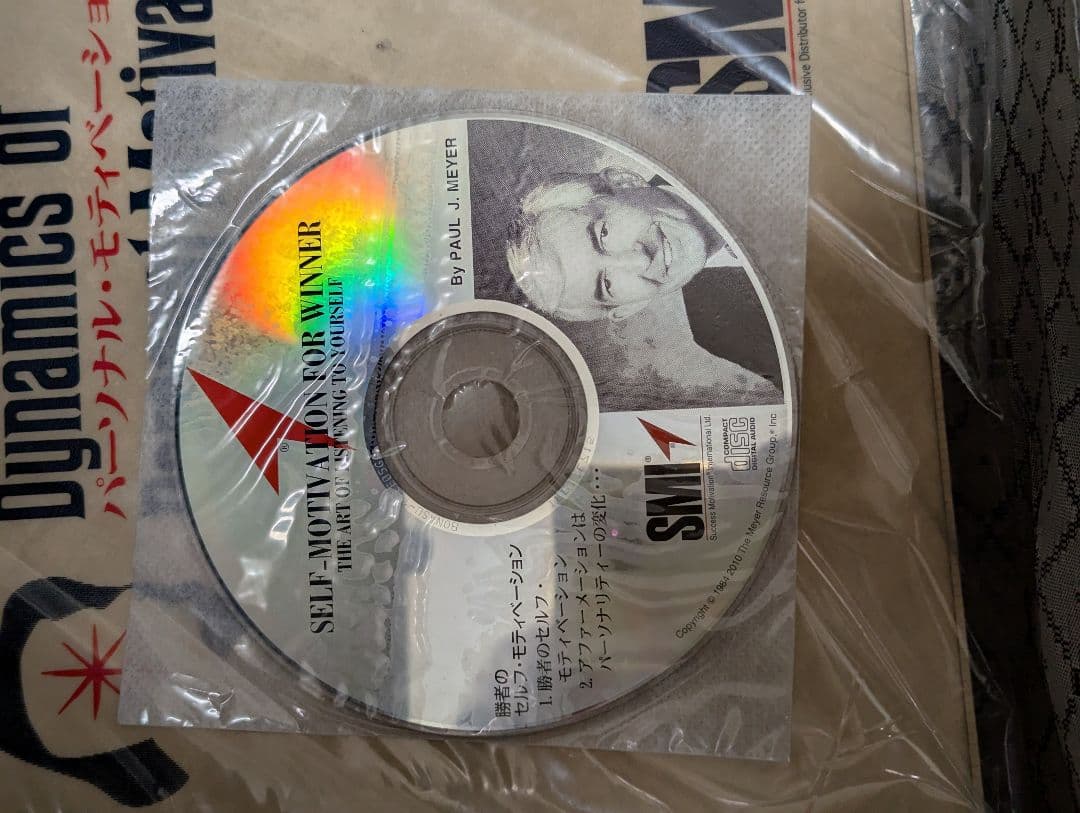 Dynamics of
パーソナル・モティベーショ
Motiva
SM
usive Distributor f
SELF-MOTIVATION FOR WINNER
THE ART OF LISTENING TO YOURSELF
By PAUL J. MEYER
勝者の
セルフ・モティベーション
1. 勝者のセルフ・
モティベーション
2. アファーメーションは
パーソナリティーの変化・・・
SMI®
Success Motivation® International Ltd
COMPACT
disc
DIGITAL AUDIO
Copyright © 1984 2010 The Meyer Resource Group,® Inc
®